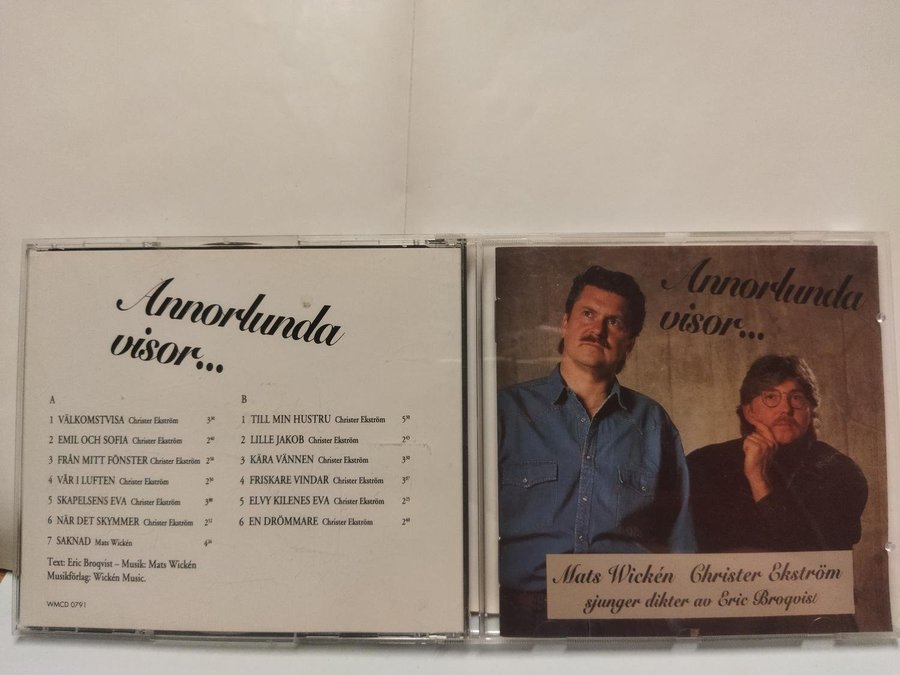 Annorlunda
visor...
A
1 VÄLKOMSTVISA Christer Ekström
2 EMIL OCH SOFIA Christer Ekström
3 FRÅN MITT FÖNSTER Christer Ekström
4 VÅR I LUFTEN Christer Ekström
5 SKAPELSENS EVA Christer Ekström
6 NÄR DET SKYMMER Christer Ekström
7 SAKNAD Mats Wickén
Text: Eric Broqvist – Musik: Mats Wickén
Musikförlag: Wickén Music.
WMCD 0791
B
1 TILL MIN HUSTRU Christer Ekström
2 LILLE JAKOB Christer Ekström
3 KÄRA VÄNNEN Christer Ekström
4 FRISKARE VINDAR Christer Ekström
5 ELVY KILENES EVA Christer Ekström
6 EN DRÖMMARE Christer Ekström
Annorlunda
visor...
Mats Wickén Christer Ekström
sjunger dikter av Eric Broqvist